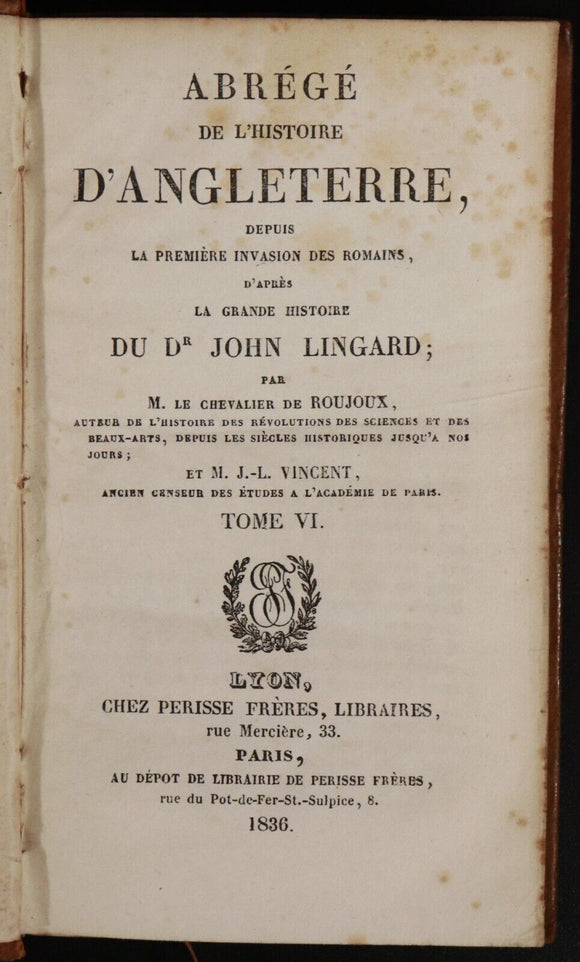 ABRÉGÉ
DE L'HISTOIRE
D'ANGLETERRE,
DEPUIS
LA PREMIÈRE INVASION DES ROMAINS,
D'APRÈS
LA GRANDE HISTOIRE
DU DR JOHN LINGARD;
PAR
M. LE CHEVALIER DE ROUJOUX,
AUTEUR DE L'HISTOIRE DES RÉVOLUTIONS DES SCIENCES ET DES
BEAUX-ARTS, DEPUIS LES SIÈCLES HISTORIQUES JUSQU'A NOS
JOURS;
ET M. J.-L. VINCENT,
ANCIEN CENSEUR DES ÉTUDES A L'ACADÉMIE DE PARIS.
TOME VI.
LYON,
CHEZ PERISSE FRÈRES, LIBRAIRES,
rue Mercière, 33.
PARIS,
AU DÉPOT DE LIBRAIRIE DE PERISSE FRÈRES,
rue du Pot-de-Fer-St.-Sulpice, 8.
1836.